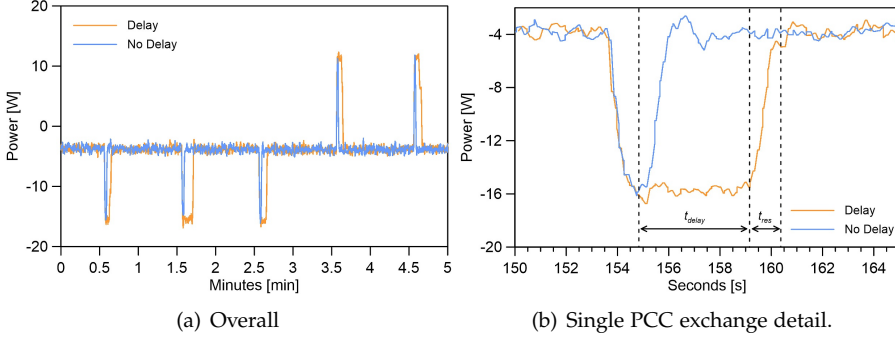 20
10
0
-10
-20
Power [W]
Delay
No Delay
0 0.5 1 1.5 2 2.5 3 3.5 4 4.5 5
Minutes [min]
(a) Overall
-4
-8
-12
-16
-20
Power [W]
t_delay
t_res
Delay
No Delay
150 152 154 156 158 160 162 164
Seconds [s]
(b) Single PCC exchange detail.